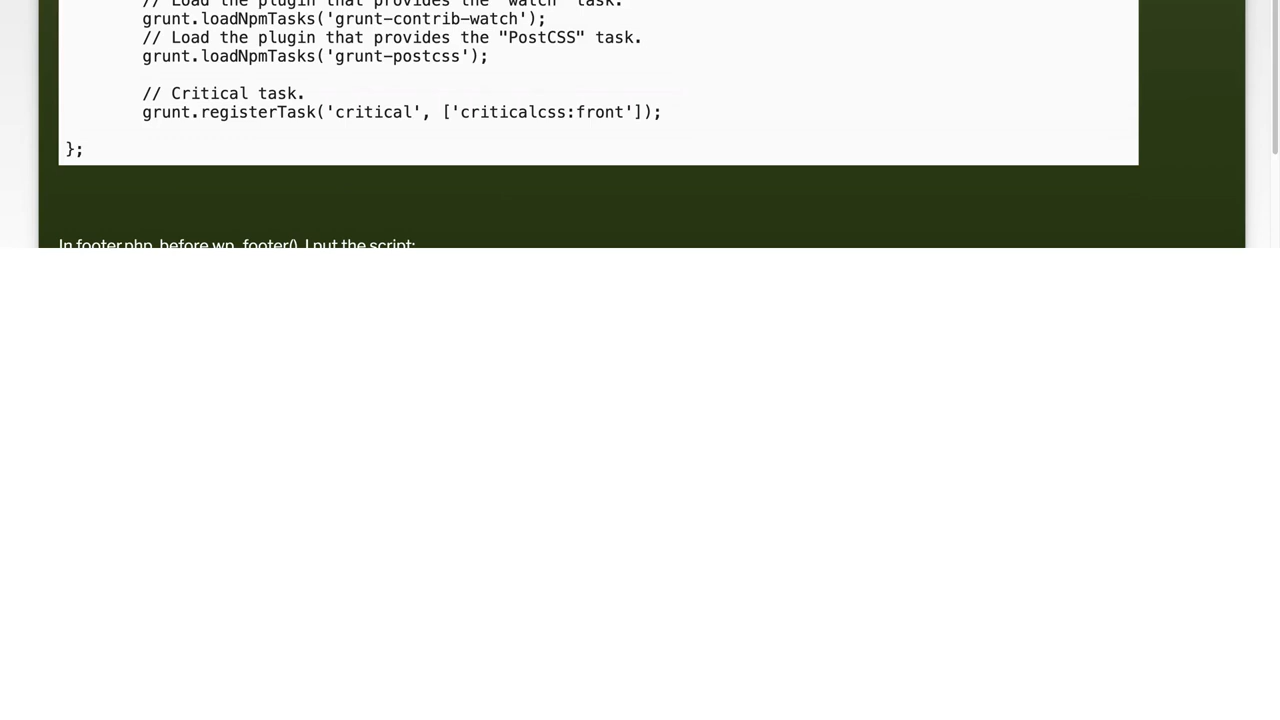 // Load the plugin that provides the "watch" task.
grunt.loadNpmTasks('grunt-contrib-watch');
// Load the plugin that provides the "PostCSS" task.
grunt.loadNpmTasks('grunt-postcss');
// Critical task.
grunt.registerTask('critical', ['criticalcss:front']);
};
In footer.php, before wp_footer(), I put the script: